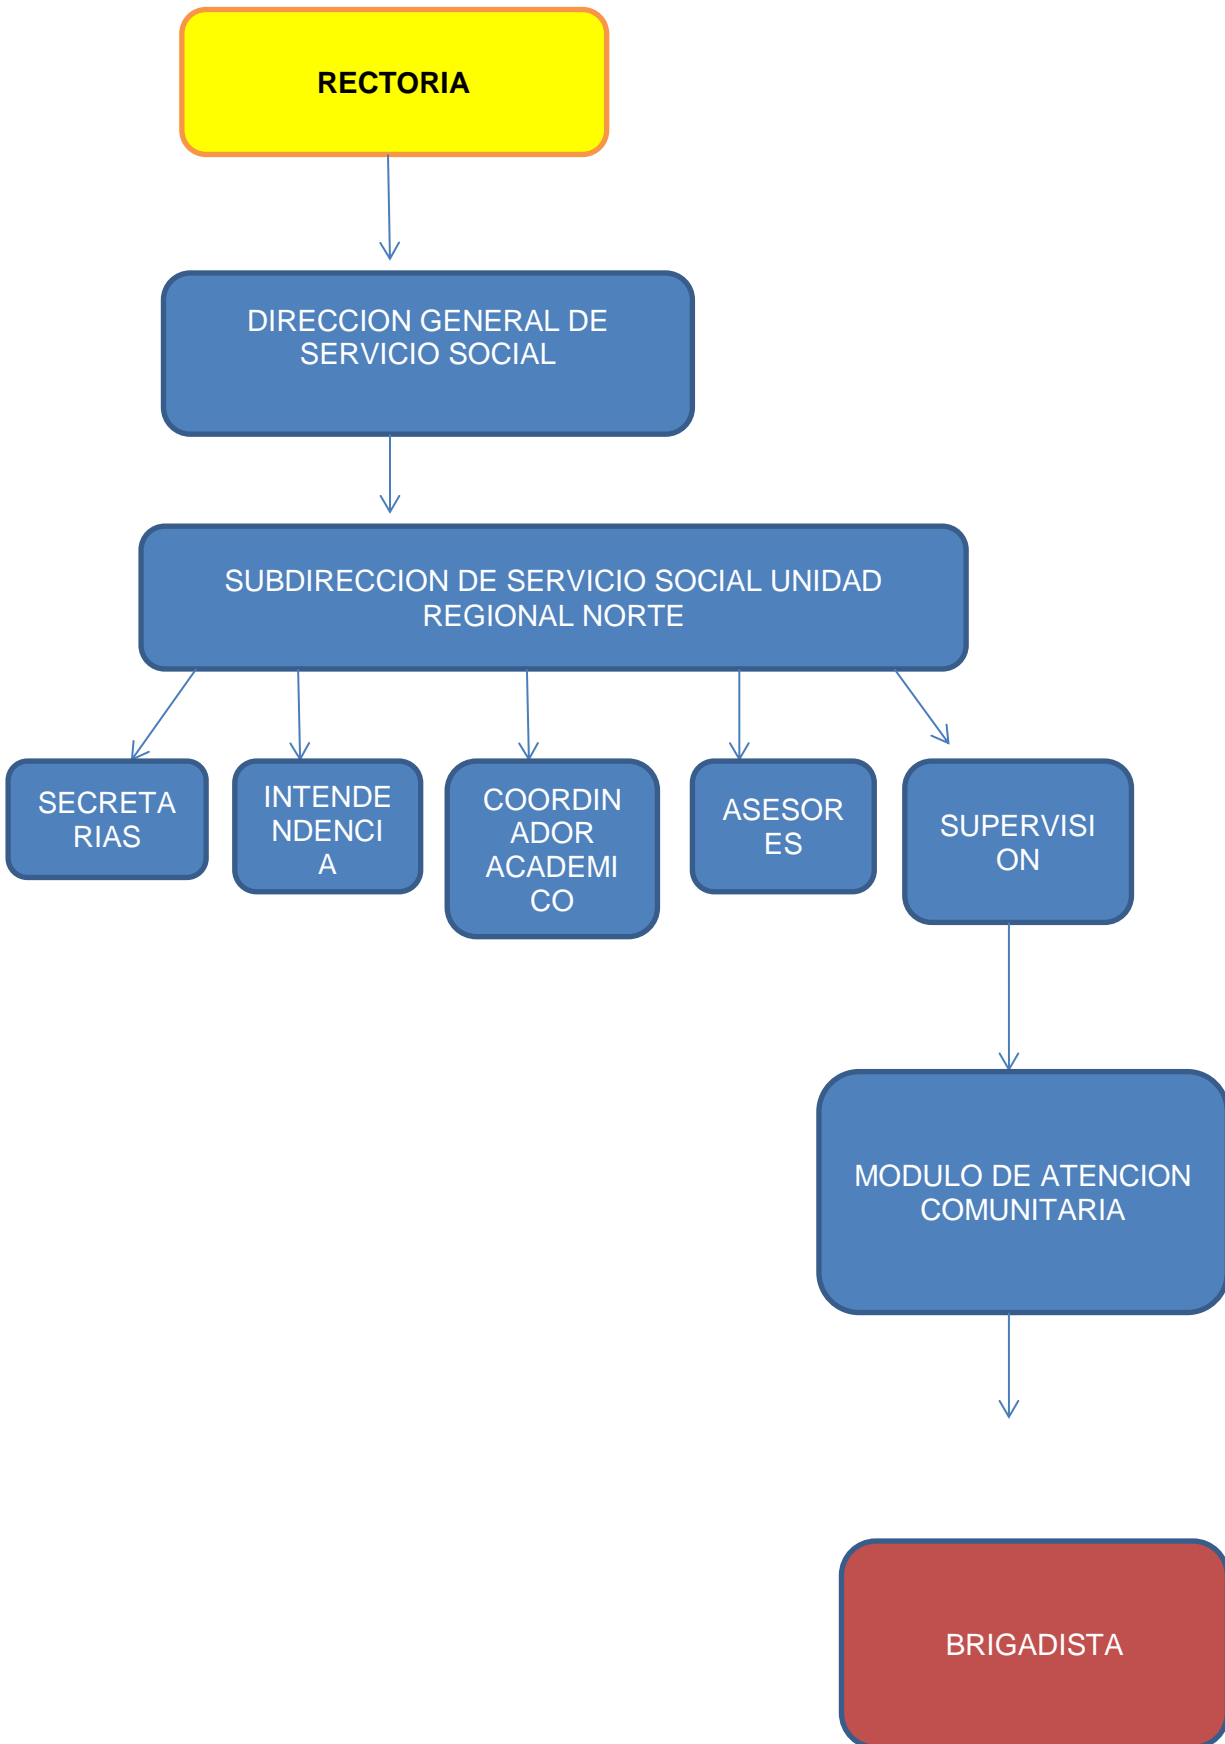 RECTORIA
DIRECCION GENERAL DE
SERVICIO SOCIAL
SUBDIRECCION DE SERVICIO SOCIAL UNIDAD
REGIONAL NORTE
SECRETA
RIAS
INTENDE
NDENCI
A
COORDIN
ADOR
ACADEMI
CO
ASESOR
ES
SUPERVISI
ON
MODULO DE ATENCION
COMUNITARIA
BRIGADISTA